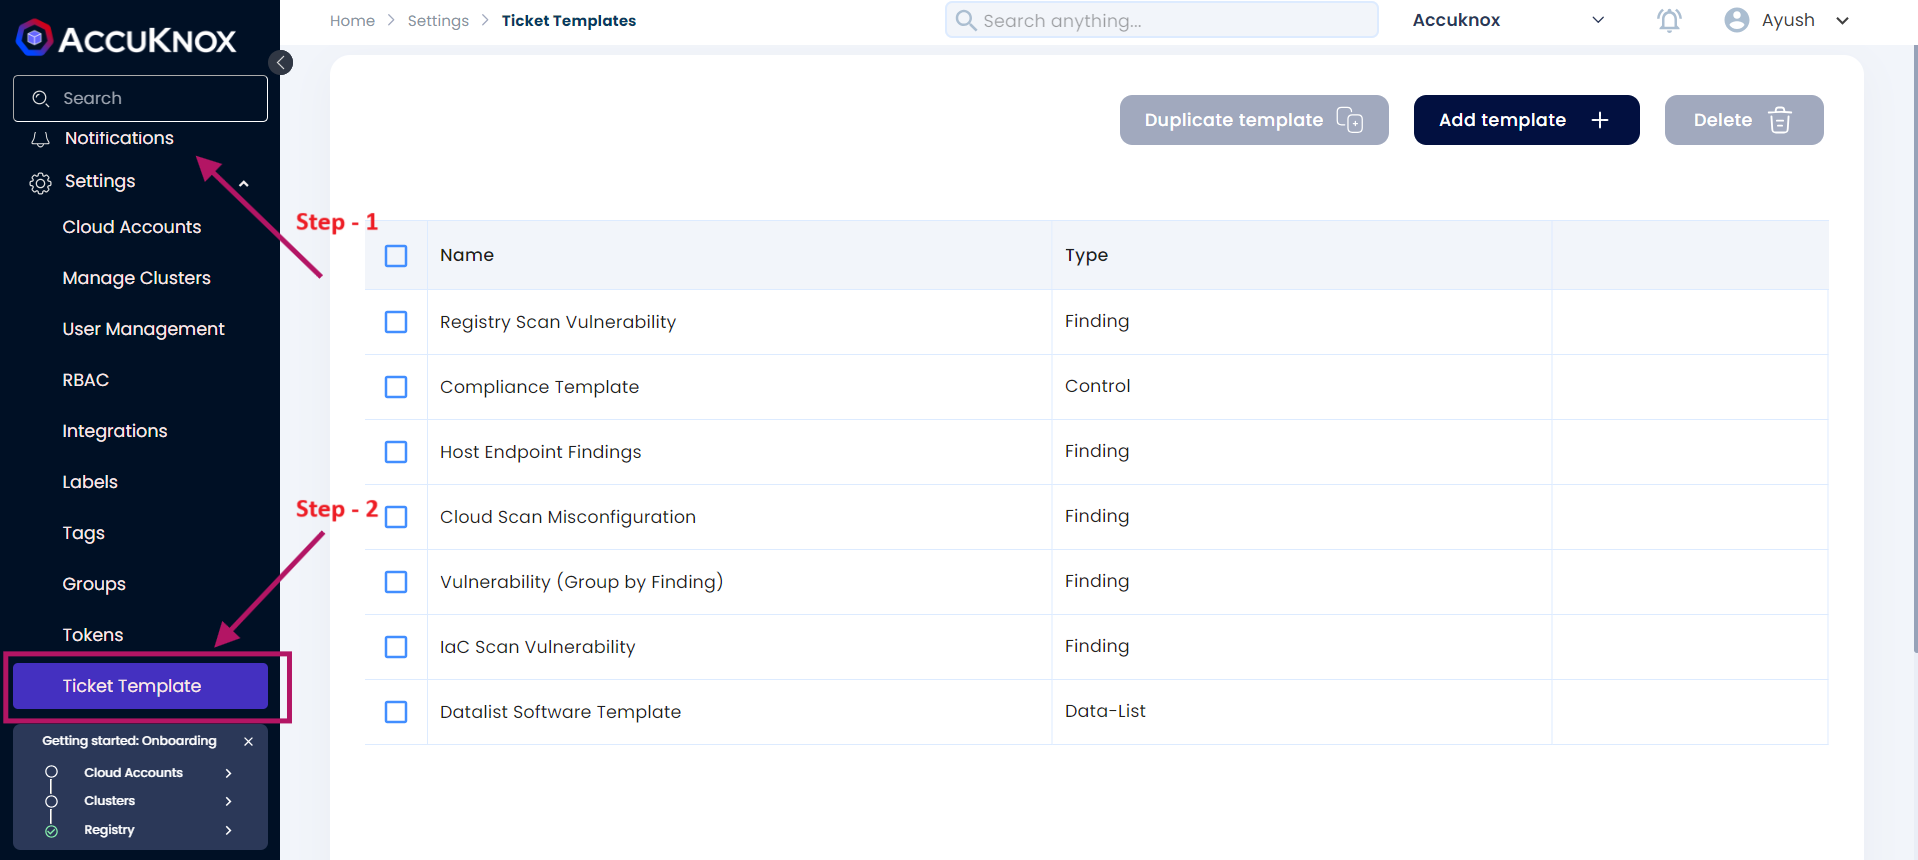 ACCUKNOX
Search
Notifications
Settings
Cloud Accounts
Manage Clusters
User Management
RBAC
Integrations
Labels
Tags
Groups
Tokens
Ticket Template
Getting started: Onboarding
Cloud Accounts
Clusters
Registry
Home > Settings > Ticket Templates
Search anything...
Accuknox
Ayush
Duplicate template
Add template +
Delete
Step - 1
Name Type
Registry Scan Vulnerability Finding
Compliance Template Control
Host Endpoint Findings Finding
Step - 2
Cloud Scan Misconfiguration Finding
Vulnerability (Group by Finding) Finding
IaC Scan Vulnerability Finding
Datalist Software Template Data-List